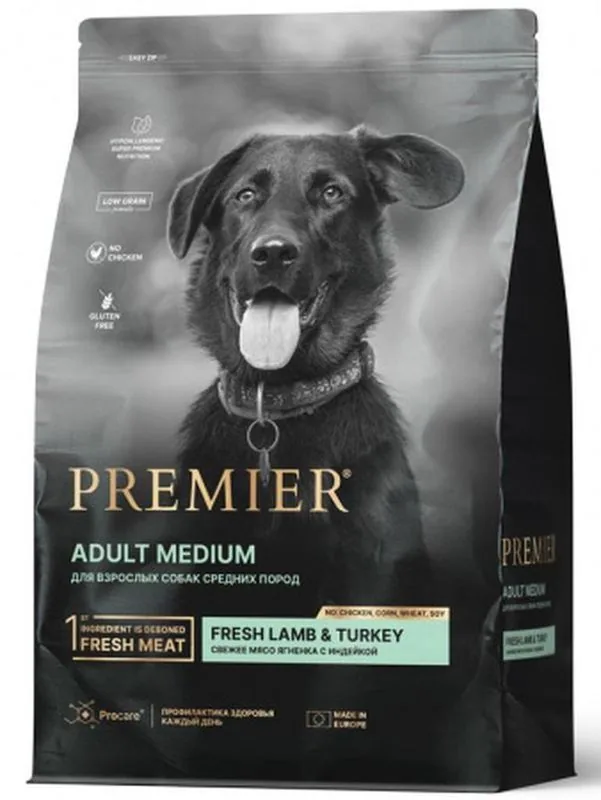 EASY ZIP
HYPOALLERGENIC
SUPER PREMIUM
NUTRITION
LOW GRAIN
formula
NO
CHICKEN
GLUTEN
FREE
PREMIER®
ADULT MEDIUM
ДЛЯ ВЗРОСЛЫХ СОБАК СРЕДНИХ ПОРОД
NO: CHICKEN, CORN, WHEAT, SOY
1ST INGREDIENT IS DEBONED
FRESH MEAT
FRESH LAMB & TURKEY
СВЕЖЕЕ МЯСО ЯГНЕНКА С ИНДЕЙКОЙ
Procare®
ПРОФИЛАКТИКА ЗДОРОВЬЯ
КАЖДЫЙ ДЕНЬ
MADE IN
EUROPE
PREMIER
ADULT MEDIUM
FRESH LAMB & TURKEY